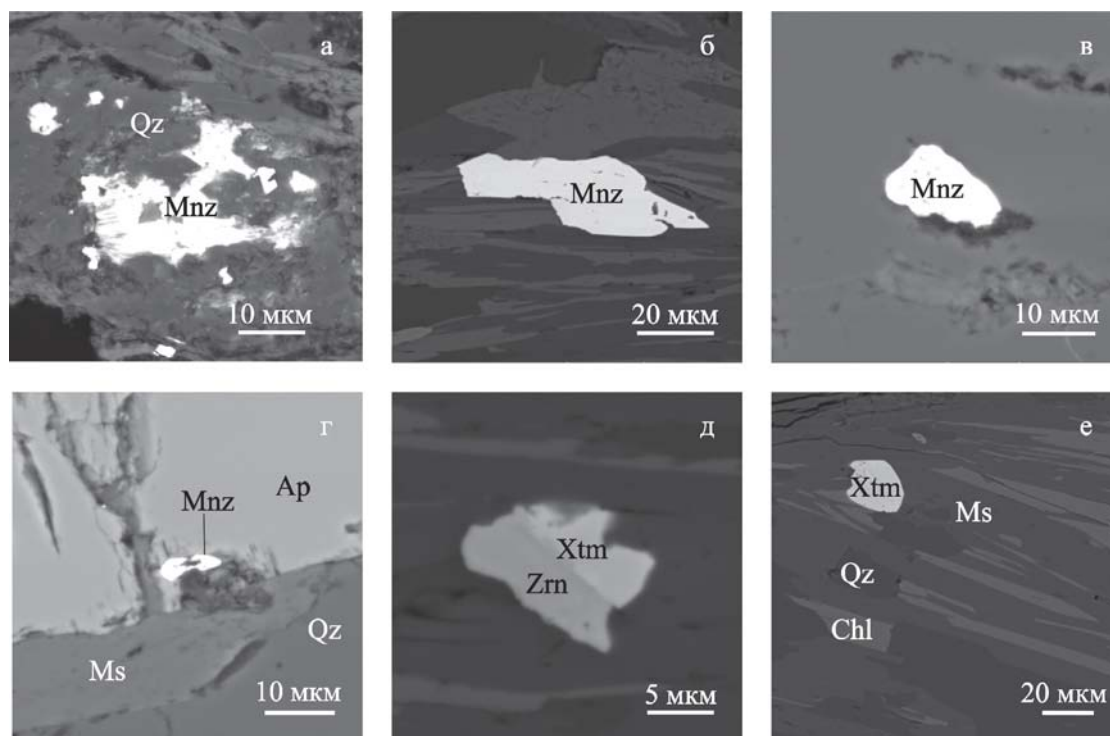 а
Qz
Mnz
10 мкм
б
Mnz
20 мкм
в
Mnz
10 мкм
г
Mnz
Ap
Ms
Qz
10 мкм
д
Xtm
Zrn
5 мкм
е
Xtm
Ms
Qz
Chl
20 мкм